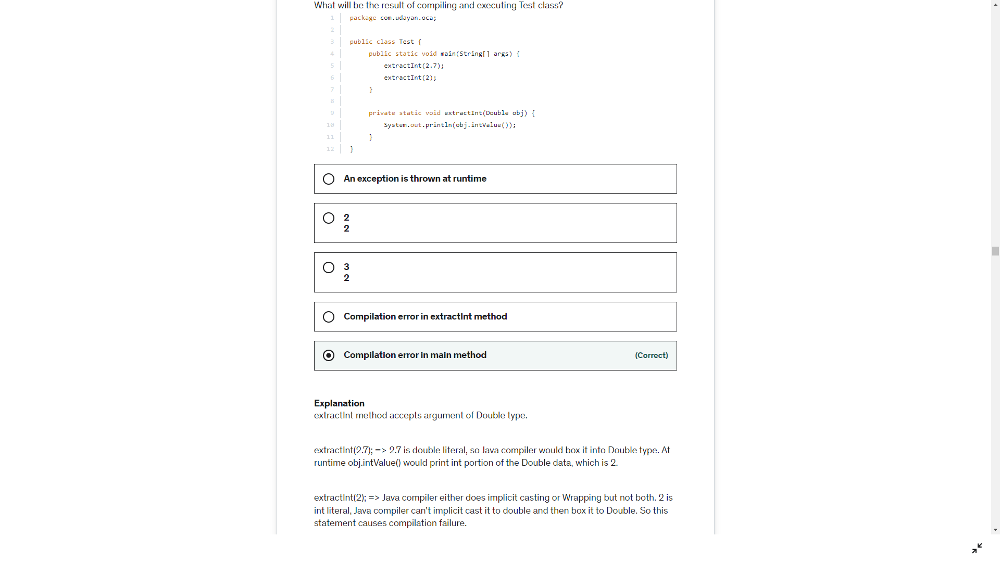 What will be the result of compiling and executing Test class?
1 package com.udayan.oca;
2
3 public class Test {
4 public static void main(String[] args) {
5 extractInt(2.7);
6 extractInt(2);
7 }
8
9 private static void extractInt(Double obj) {
10 System.out.println(obj.intValue());
11 }
12 }
An exception is thrown at runtime
2
2
3
2
Compilation error in extractInt method
Compilation error in main method (Correct)
Explanation
extractInt method accepts argument of Double type.
extractInt(2.7); => 2.7 is double literal, so Java compiler would box it into Double type. At
runtime obj.intValue() would print int portion of the Double data, which is 2.
extractInt(2); => Java compiler either does implicit casting or Wrapping but not both. 2 is
int literal, Java compiler can't implicit cast it to double and then box it to Double. So this
statement causes compilation failure.